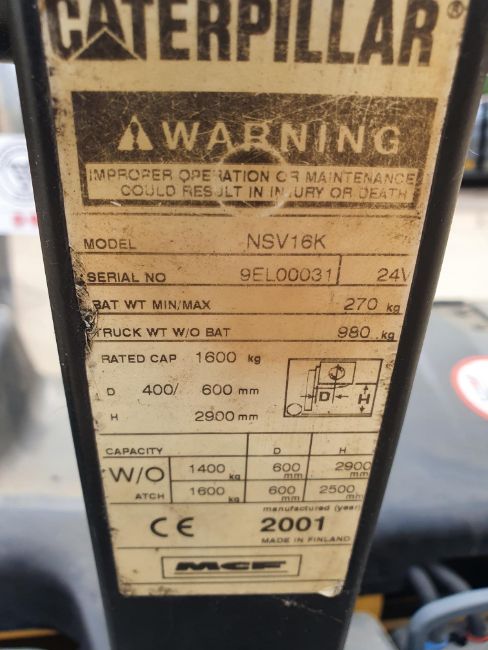 CATERPILLAR®
WARNING
IMPROPER OPERATION OR MAINTENANCE
COULD RESULT IN INJURY OR DEATH
MODEL NSV16K
SERIAL NO 9EL00031 24V
BAT WT MIN/MAX 270 kg
TRUCK WT W/O BAT 980 kg
RATED CAP 1600 kg
D 400/ 600 mm
H 2900 mm
D H
CAPACITY D H
W/O 1400 kg 600 mm 2900 mm
ATCH 1600 kg 600 mm 2500 mm
manufactured (year)
CE 2001
MADE IN FINLAND
MCF